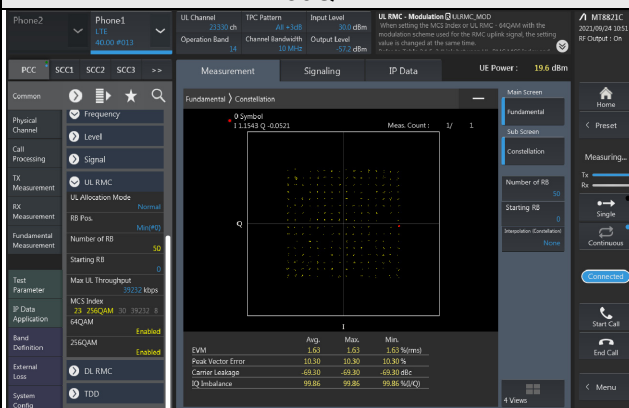 Phone2
Phone1
LTE
40.00 #013
UL Channel
23330 ch
TPC Pattern
All +3dB
Input Level
30.0 dBm
Operation Band
14
Channel Bandwidth
10 MHz
Output Level
-57.2 dBm
UL RMC - Modulation ULRMC_MOD
When setting 256QAM to MCS Index or UL RMC - 64QAM with the
modulation scheme used for the RMC uplink signal, the setting
value is changed at the same time.
MT8821C
2021/09/24 10:51
RF Output : On
PCC
SCC1
SCC2
SCC3
>>
Measurement
Signaling
IP Data
UE Power : 19.6 dBm
Common
Physical
Channel
Call
Processing
TX
Measurement
RX
Measurement
Fundamental
Measurement
Test
Parameter
IP Data
Application
Band
Definition
External
Loss
System
Config
Frequency
Level
Signal
UL RMC
UL Allocation Mode
Normal
RB Pos.
Min(#0)
Number of RB
50
Starting RB
0
Max UL Throughput
39232 kbps
MCS Index
23 256QAM 30 39232 8
64QAM
Enabled
256QAM
Enabled
DL RMC
TDD
Fundamental
Constellation
0 Symbol
I 1.1543 Q -0.0521
Meas. Count : 1/ 1
Q
I
Avg. Max. Min.
EVM 1.63 1.63 1.63 %(rms)
Peak Vector Error 10.30 10.30 10.30 %
Carrier Leakage -69.30 -69.30 -69.30 dBc
IQ Imbalance 99.86 99.86 99.86 %(I/Q)
Main Screen
Fundamental
Sub Screen
Constellation
Number of RB
50
Starting RB
0
Interpolation (Constellation)
None
4 Views
Home
< Preset
Measuring...
Tx
Rx
Single
Continuous
Connected
Start Call
End Call
< Menu